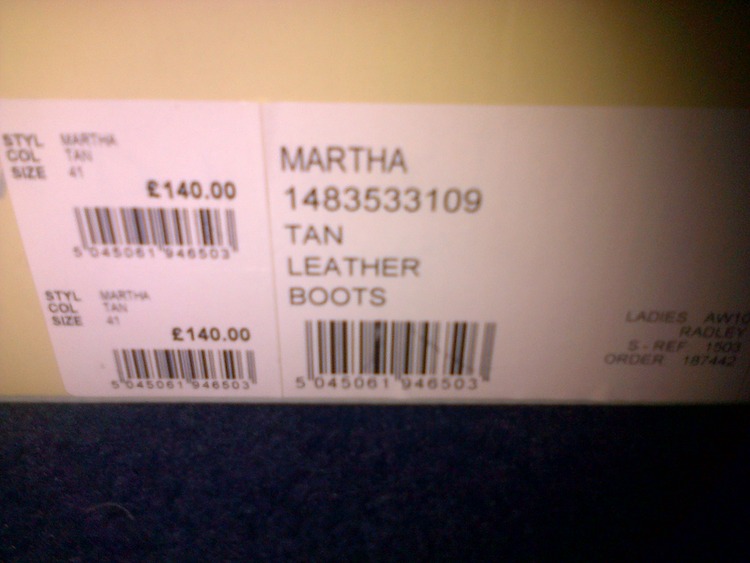 STYL MARTHA
COL TAN
SIZE 41
£140.00
5 045061 946503
STYL MARTHA
COL TAN
SIZE 41
£140.00
5 045061 946503
MARTHA
1483533109
TAN
LEATHER
BOOTS
5 045061 946503
LADIES AW10
RADLEY
S-REF 1503
ORDER 187442